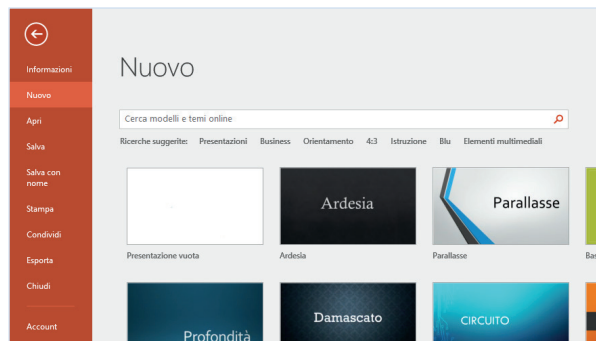 Nuovo
Informazioni
Nuovo
Apri
Salva
Salva con
nome
Stampa
Condividi
Esporta
Chiudi
Account
Cerca modelli e temi online
Ricerche suggerite: Presentazioni Business Orientamento 4:3 Istruzione Blu Elementi multimediali
Ardesia
Parallasse
Presentazione vuota Ardesia Parallasse Bas
Profondità
Damascato
CIRCUITO